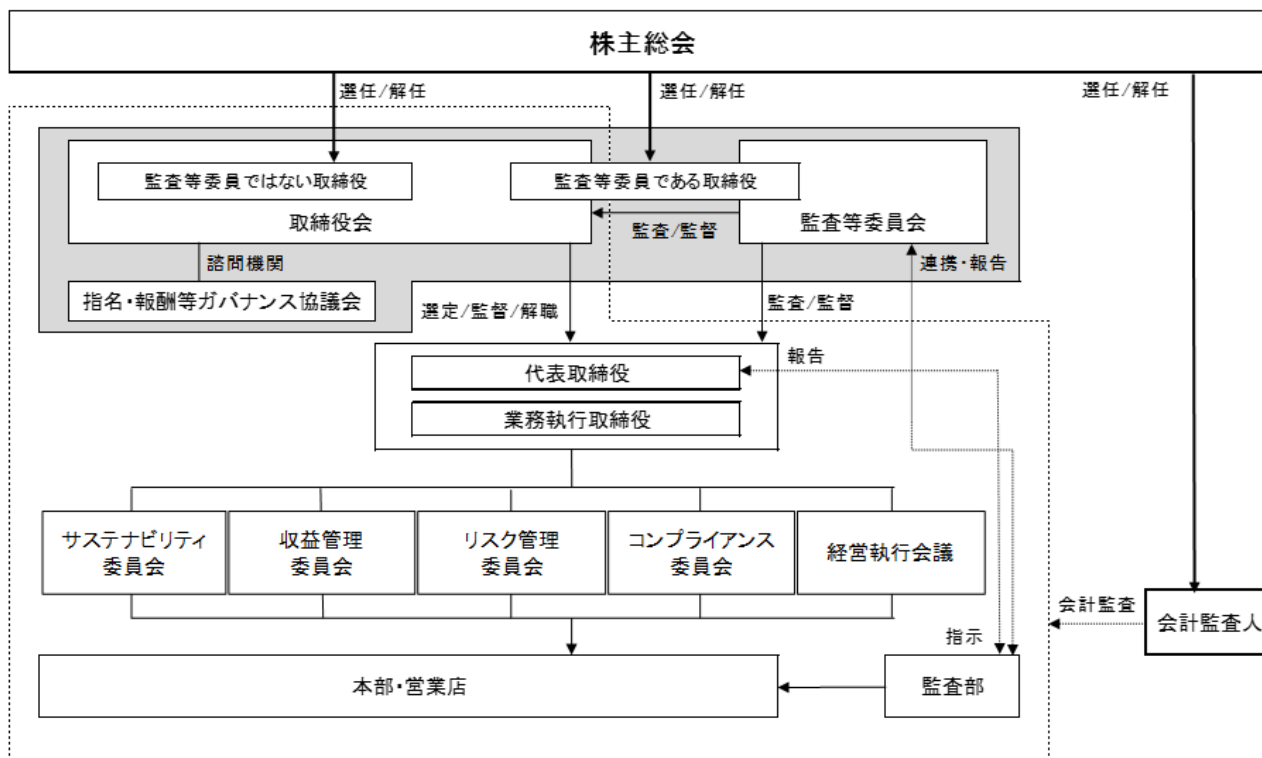 株主総会
選任/解任
選任/解任
選任/解任
監査等委員ではない取締役
監査等委員である取締役
取締役会
監査/監督
監査等委員会
諮問機関
連携・報告
指名・報酬等ガバナンス協議会
選定/監督/解職
監査/監督
報告
代表取締役
業務執行取締役
サステナビリティ
委員会
収益管理
委員会
リスク管理
委員会
コンプライアンス
委員会
経営執行会議
会計監査
会計監査人
指示
本部・営業店
監査部